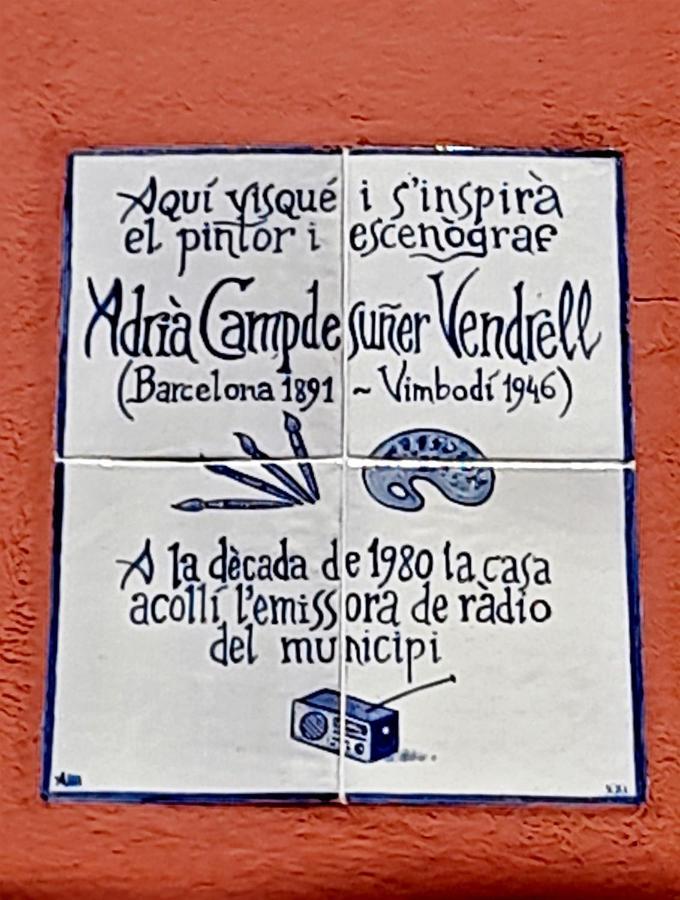 Aquí visqué i s'inspirà
el pintor i escenògraf
Adrià Campdesuñer Vendrell
(Barcelona 1891 ~ Vimbodí 1946)
A la dècada de 1980 la casa
acollí l'emissora de ràdio
del municipi